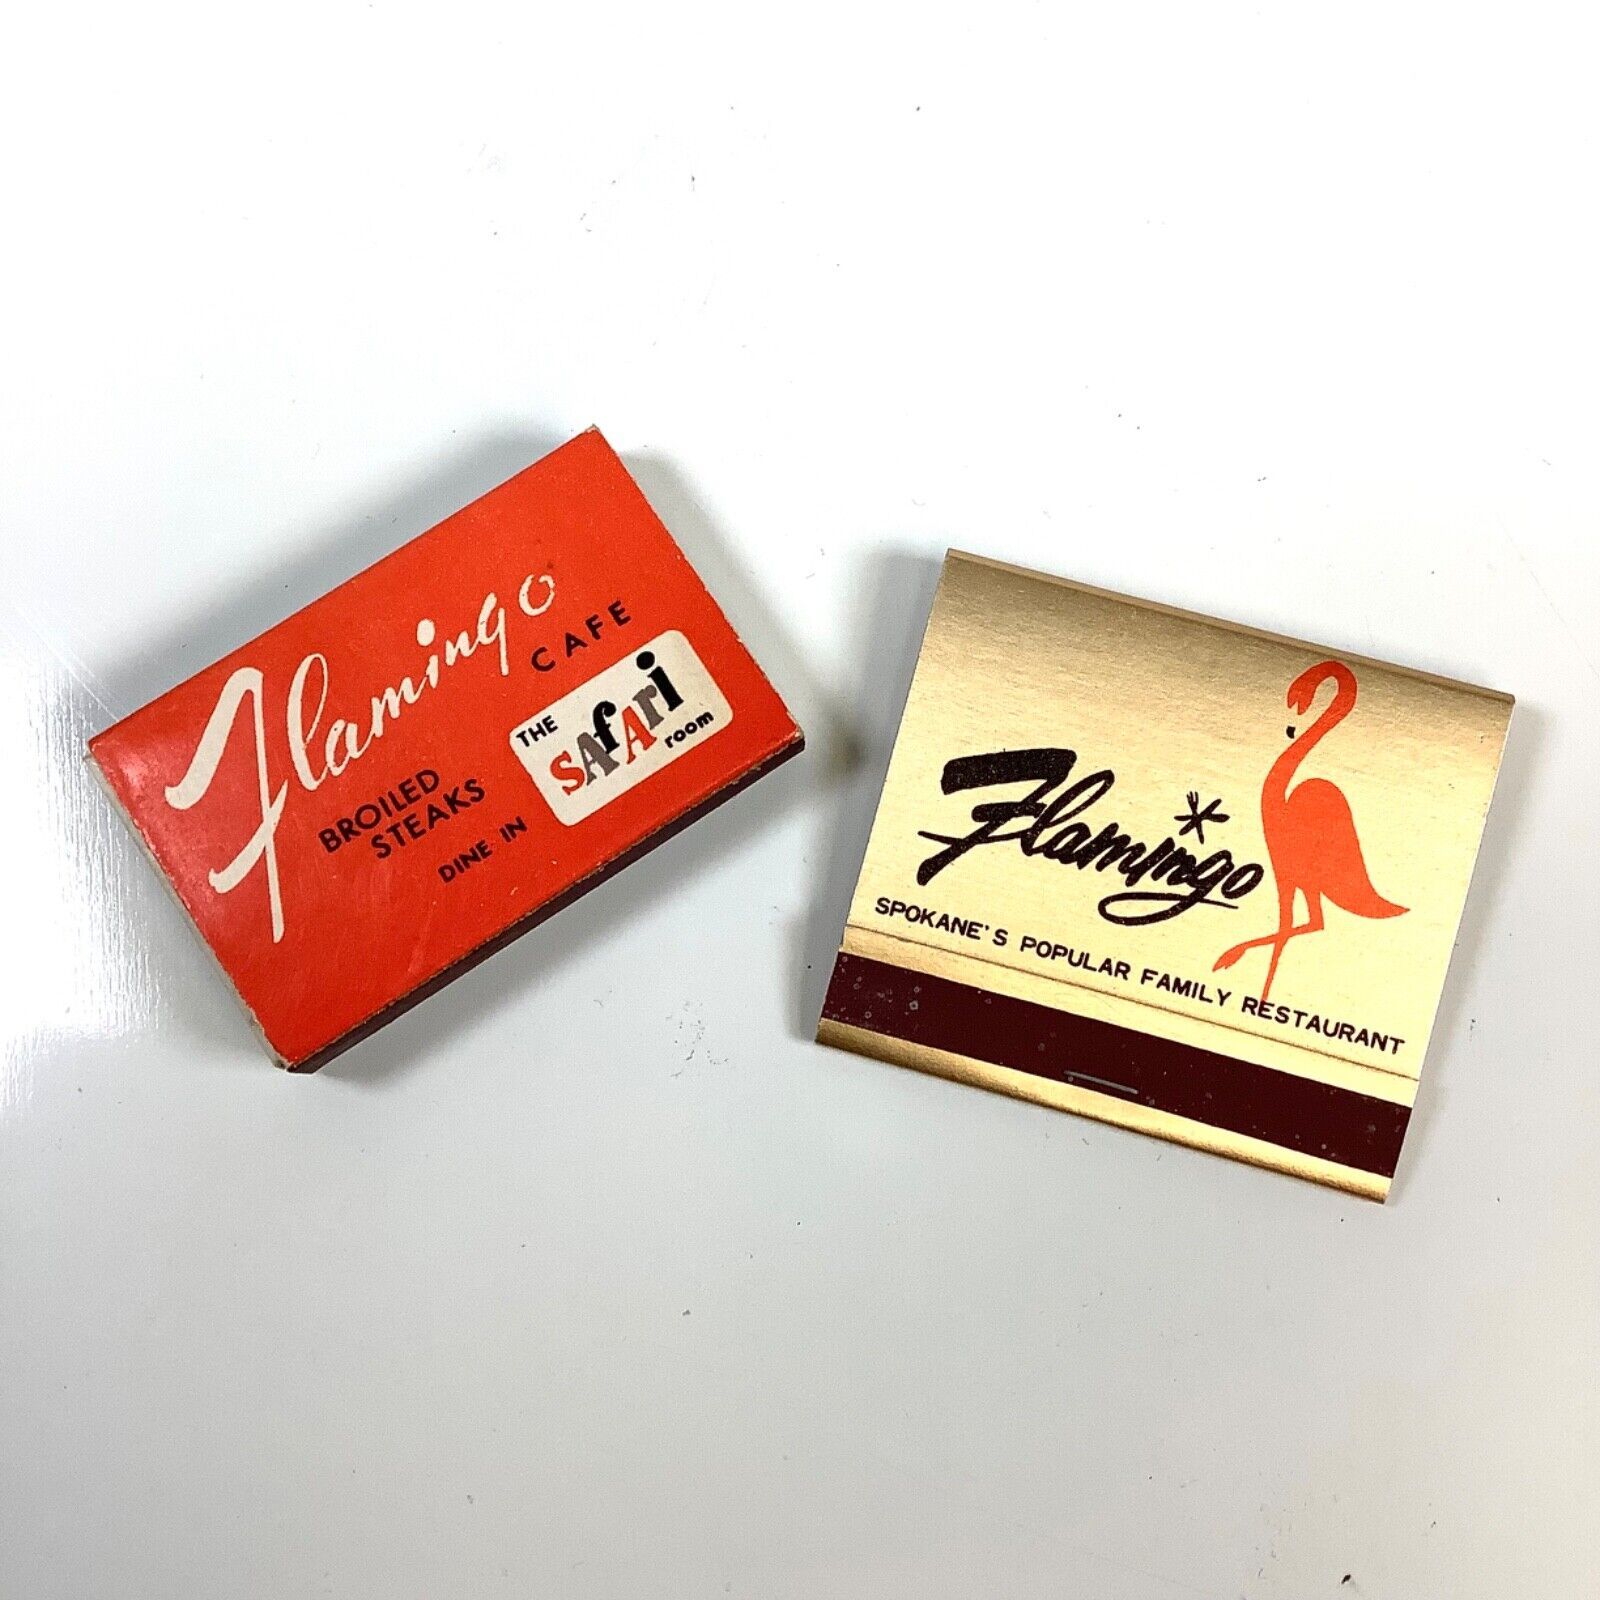 Flamingo
CAFE
BROILED
STEAKS
DINE IN
THE
SAfARi
room
Flamingo
SPOKANE'S POPULAR FAMILY RESTAURANT